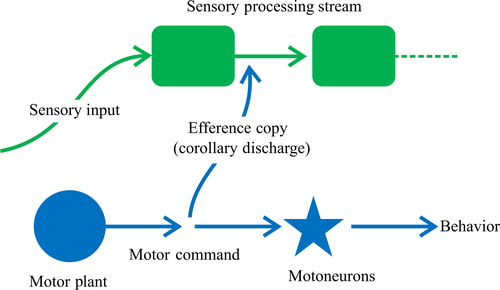 Sensory processing stream
Sensory input
Efference copy
(corollary discharge)
Behavior
Motor command
Motor plant
Motoneurons